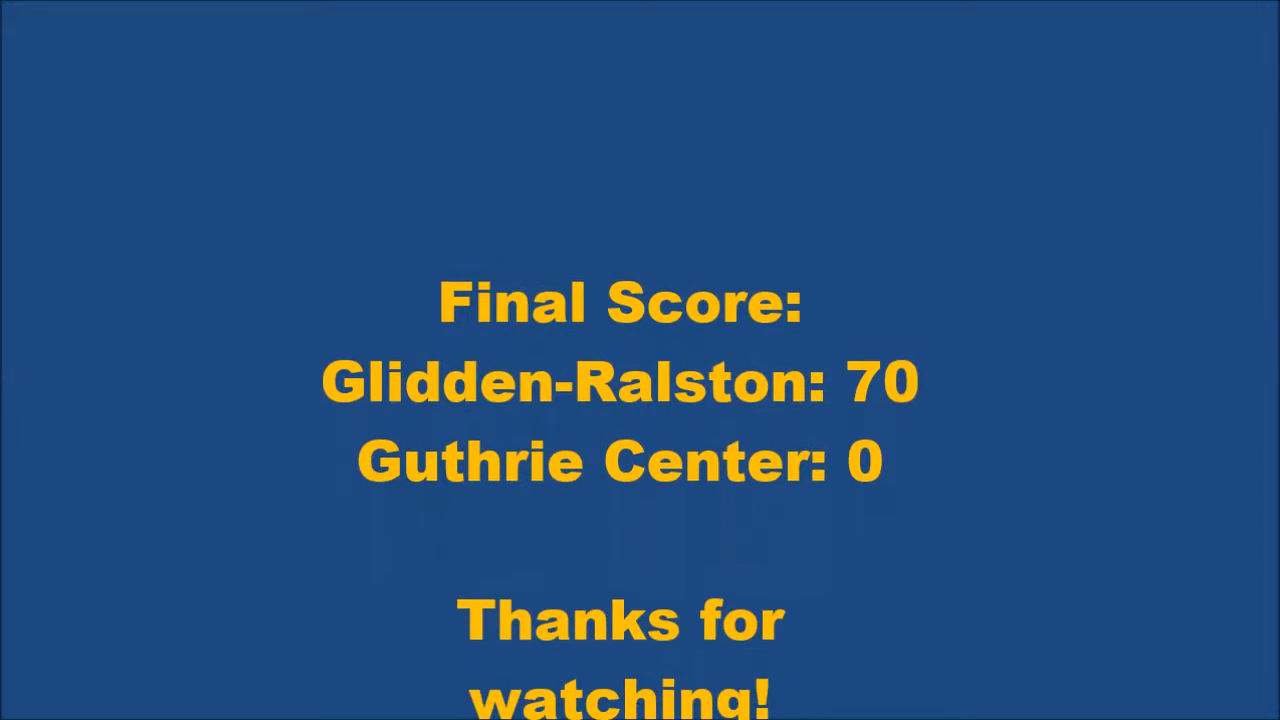 Final Score:
Glidden-Ralston: 70
Guthrie Center: 0
Thanks for
watching!